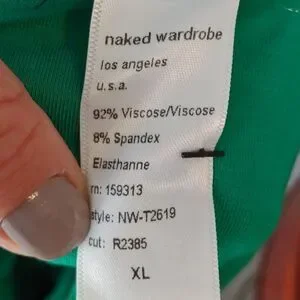 naked wardrobe
los angeles
u.s.a.
92% Viscose/Viscose
8% Spandex
Elasthanne
rn: 159313
style: NW-T2619
cut: R2385
XL